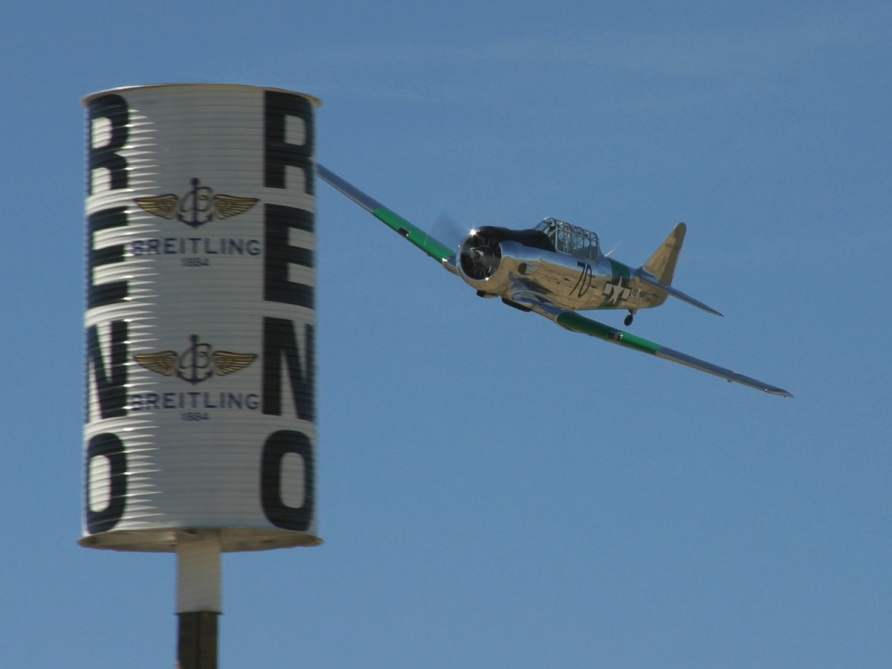 RENO
BREITLING
1884
BREITLING
1884
RENO
70